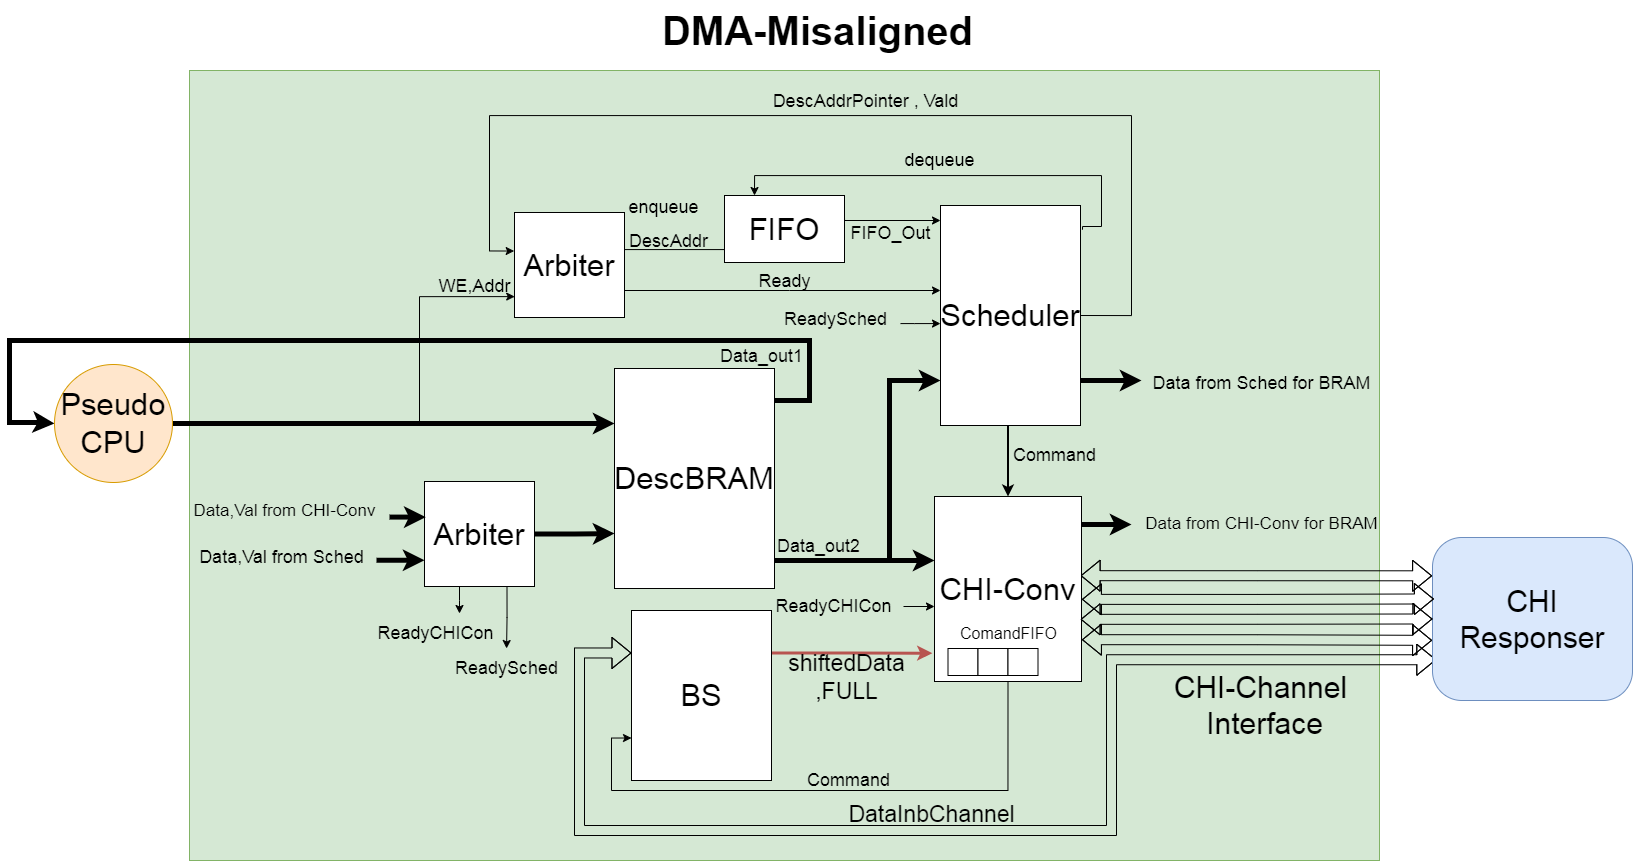 DMA-Misaligned
DescAddrPointer , Vald
dequeue
enqueue
FIFO
DescAddr
FIFO_Out
Arbiter
WE,Addr
Ready
ReadySched
Scheduler
Data_out1
Data from Sched for BRAM
Pseudo
CPU
Command
DescBRAM
Data,Val from CHI-Conv
Data from CHI-Conv for BRAM
Arbiter
Data_out2
Data,Val from Sched
CHI-Conv
ReadyCHICon
CHI
Responser
ReadyCHICon
ComandFIFO
ReadySched
shiftedData
,FULL
BS
CHI-Channel
Interface
Command
DataInbChannel